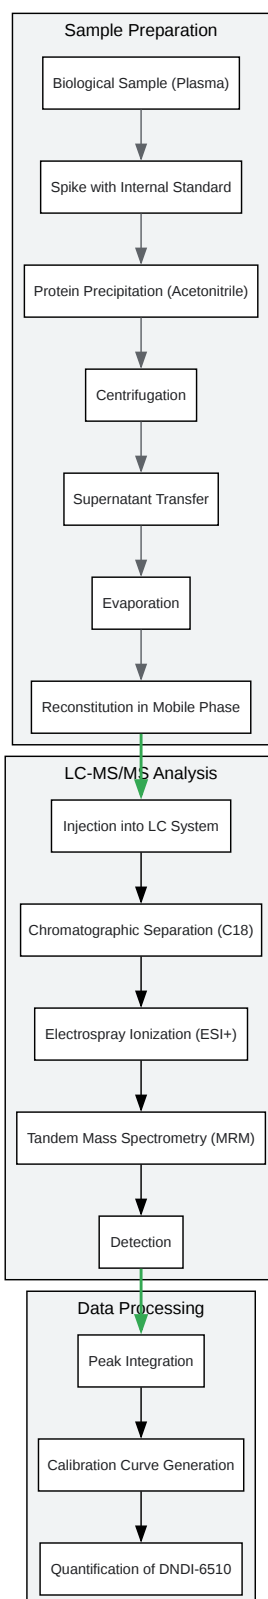 Sample Preparation
Biological Sample (Plasma)
Spike with Internal Standard
Protein Precipitation (Acetonitrile)
Centrifugation
Supernatant Transfer
Evaporation
Reconstitution in Mobile Phase
LC-MS/MS Analysis
Injection into LC System
Chromatographic Separation (C18)
Electrospray Ionization (ESI+)
Tandem Mass Spectrometry (MRM)
Detection
Data Processing
Peak Integration
Calibration Curve Generation
Quantification of DNDI-6510